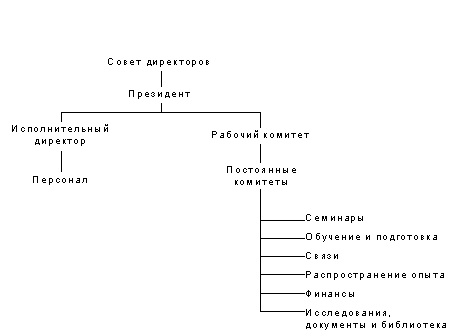 Совет директоров
Президент
Исполнительный
директор
Рабочий комитет
Персонал
Постоянные
комитеты
Семинары
Обучение и подготовка
Связи
Распространение опыта
Финансы
Исследования,
документы и библиотека